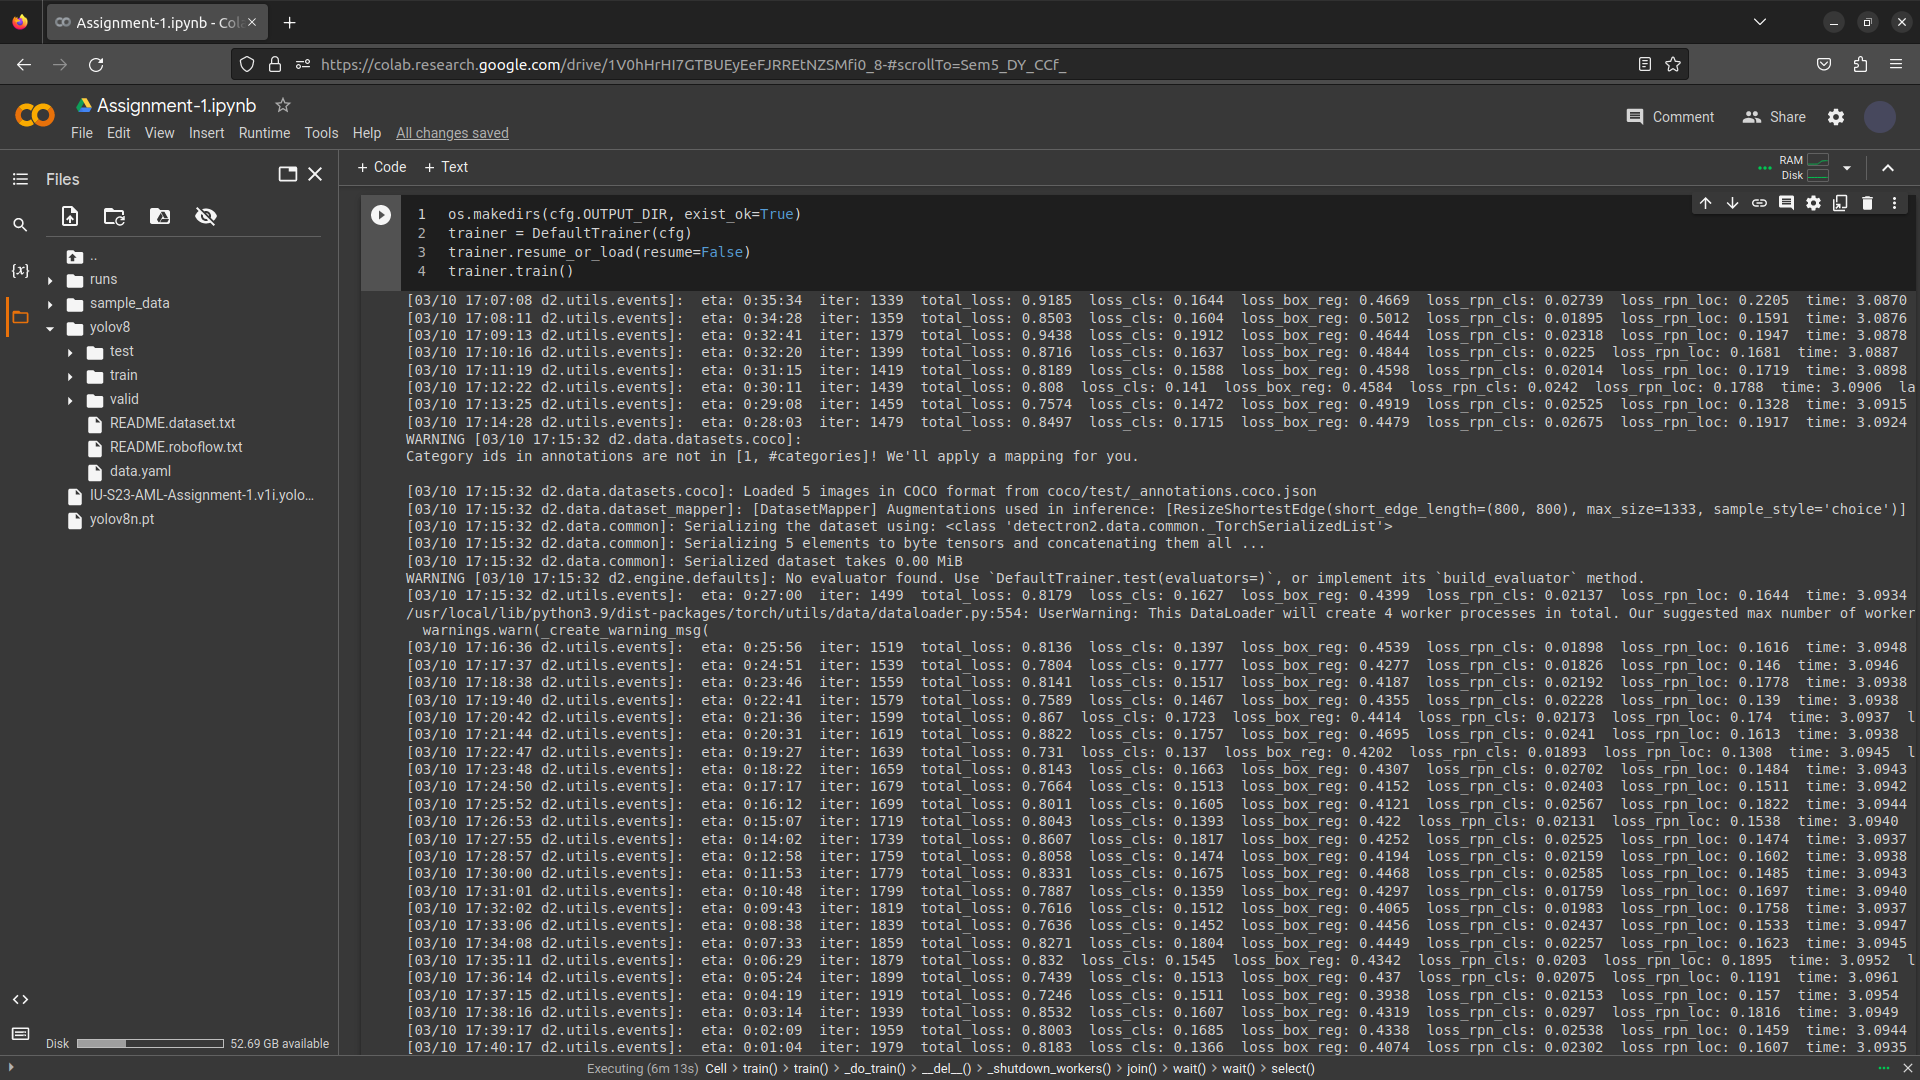 Assignment-1.ipynb - Col
https://colab.research.google.com/drive/1V0hHrHI7GTBUEyEeFJRREtNZSMfi0_8-#scrollTo=Sem5_DY_CCf_
Assignment-1.ipynb
File Edit View Insert Runtime Tools Help All changes saved
Comment Share
Files
+ Code + Text
RAM
Disk
..
runs
sample_data
yolov8
test
train
valid
README.dataset.txt
README.roboflow.txt
data.yaml
IU-S23-AML-Assignment-1.v1i.yolo...
yolov8n.pt
Disk 52.69 GB available
1 os.makedirs(cfg.OUTPUT_DIR, exist_ok=True)
2 trainer = DefaultTrainer(cfg)
3 trainer.resume_or_load(resume=False)
4 trainer.train()
[03/10 17:07:08 d2.utils.events]: eta: 0:35:34 iter: 1339 total_loss: 0.9185 loss_cls: 0.1644 loss_box_reg: 0.4669 loss_rpn_cls: 0.02739 loss_rpn_loc: 0.2205 time: 3.0870
[03/10 17:08:11 d2.utils.events]: eta: 0:34:28 iter: 1359 total_loss: 0.8503 loss_cls: 0.1604 loss_box_reg: 0.5012 loss_rpn_cls: 0.01895 loss_rpn_loc: 0.1591 time: 3.0876
[03/10 17:09:13 d2.utils.events]: eta: 0:32:41 iter: 1379 total_loss: 0.9438 loss_cls: 0.1912 loss_box_reg: 0.4644 loss_rpn_cls: 0.02318 loss_rpn_loc: 0.1947 time: 3.0878
[03/10 17:10:16 d2.utils.events]: eta: 0:32:20 iter: 1399 total_loss: 0.8716 loss_cls: 0.1637 loss_box_reg: 0.4844 loss_rpn_cls: 0.0225 loss_rpn_loc: 0.1681 time: 3.0887
[03/10 17:11:19 d2.utils.events]: eta: 0:31:15 iter: 1419 total_loss: 0.8189 loss_cls: 0.1588 loss_box_reg: 0.4598 loss_rpn_cls: 0.02014 loss_rpn_loc: 0.1719 time: 3.0898
[03/10 17:12:22 d2.utils.events]: eta: 0:30:11 iter: 1439 total_loss: 0.808 loss_cls: 0.141 loss_box_reg: 0.4584 loss_rpn_cls: 0.0242 loss_rpn_loc: 0.1788 time: 3.0906 la
[03/10 17:13:25 d2.utils.events]: eta: 0:29:08 iter: 1459 total_loss: 0.7574 loss_cls: 0.1472 loss_box_reg: 0.4919 loss_rpn_cls: 0.02525 loss_rpn_loc: 0.1328 time: 3.0915
[03/10 17:14:28 d2.utils.events]: eta: 0:28:03 iter: 1479 total_loss: 0.8497 loss_cls: 0.1715 loss_box_reg: 0.4479 loss_rpn_cls: 0.02675 loss_rpn_loc: 0.1917 time: 3.0924
WARNING [03/10 17:15:32 d2.data.datasets.coco]:
Category ids in annotations are not in [1, #categories]! We'll apply a mapping for you.
[03/10 17:15:32 d2.data.datasets.coco]: Loaded 5 images in COCO format from coco/test/_annotations.coco.json
[03/10 17:15:32 d2.data.dataset_mapper]: [DatasetMapper] Augmentations used in inference: [ResizeShortestEdge(short_edge_length=(800, 800), max_size=1333, sample_style='choice')]
[03/10 17:15:32 d2.data.common]: Serializing the dataset using: <class 'detectron2.data.common._TorchSerializedList'>
[03/10 17:15:32 d2.data.common]: Serializing 5 elements to byte tensors and concatenating them all ...
[03/10 17:15:32 d2.data.common]: Serialized dataset takes 0.00 MiB
WARNING [03/10 17:15:32 d2.engine.defaults]: No evaluator found. Use `DefaultTrainer.test(evaluators=)`, or implement its `build_evaluator` method.
[03/10 17:15:32 d2.utils.events]: eta: 0:27:00 iter: 1499 total_loss: 0.8179 loss_cls: 0.1627 loss_box_reg: 0.4399 loss_rpn_cls: 0.02137 loss_rpn_loc: 0.1644 time: 3.0934
/usr/local/lib/python3.9/dist-packages/torch/utils/data/dataloader.py:554: UserWarning: This DataLoader will create 4 worker processes in total. Our suggested max number of worker
warnings.warn(_create_warning_msg(
[03/10 17:16:36 d2.utils.events]: eta: 0:25:56 iter: 1519 total_loss: 0.8136 loss_cls: 0.1397 loss_box_reg: 0.4539 loss_rpn_cls: 0.01898 loss_rpn_loc: 0.1616 time: 3.0948
[03/10 17:17:37 d2.utils.events]: eta: 0:24:51 iter: 1539 total_loss: 0.7804 loss_cls: 0.1777 loss_box_reg: 0.4277 loss_rpn_cls: 0.01826 loss_rpn_loc: 0.146 time: 3.0946
[03/10 17:18:38 d2.utils.events]: eta: 0:23:46 iter: 1559 total_loss: 0.8141 loss_cls: 0.1517 loss_box_reg: 0.4187 loss_rpn_cls: 0.02192 loss_rpn_loc: 0.1778 time: 3.0938
[03/10 17:19:40 d2.utils.events]: eta: 0:22:41 iter: 1579 total_loss: 0.7589 loss_cls: 0.1467 loss_box_reg: 0.4355 loss_rpn_cls: 0.02228 loss_rpn_loc: 0.139 time: 3.0938
[03/10 17:20:42 d2.utils.events]: eta: 0:21:36 iter: 1599 total_loss: 0.867 loss_cls: 0.1723 loss_box_reg: 0.4414 loss_rpn_cls: 0.02173 loss_rpn_loc: 0.174 time: 3.0937 l
[03/10 17:21:44 d2.utils.events]: eta: 0:20:31 iter: 1619 total_loss: 0.8822 loss_cls: 0.1757 loss_box_reg: 0.4695 loss_rpn_cls: 0.0241 loss_rpn_loc: 0.1613 time: 3.0938
[03/10 17:22:47 d2.utils.events]: eta: 0:19:27 iter: 1639 total_loss: 0.731 loss_cls: 0.137 loss_box_reg: 0.4202 loss_rpn_cls: 0.01893 loss_rpn_loc: 0.1308 time: 3.0945 l
[03/10 17:23:48 d2.utils.events]: eta: 0:18:22 iter: 1659 total_loss: 0.8143 loss_cls: 0.1663 loss_box_reg: 0.4307 loss_rpn_cls: 0.02702 loss_rpn_loc: 0.1484 time: 3.0943
[03/10 17:24:50 d2.utils.events]: eta: 0:17:17 iter: 1679 total_loss: 0.7664 loss_cls: 0.1513 loss_box_reg: 0.4152 loss_rpn_cls: 0.02403 loss_rpn_loc: 0.1511 time: 3.0942
[03/10 17:25:52 d2.utils.events]: eta: 0:16:12 iter: 1699 total_loss: 0.8011 loss_cls: 0.1605 loss_box_reg: 0.4121 loss_rpn_cls: 0.02567 loss_rpn_loc: 0.1822 time: 3.0944
[03/10 17:26:53 d2.utils.events]: eta: 0:15:07 iter: 1719 total_loss: 0.8043 loss_cls: 0.1393 loss_box_reg: 0.422 loss_rpn_cls: 0.02131 loss_rpn_loc: 0.1538 time: 3.0940
[03/10 17:27:55 d2.utils.events]: eta: 0:14:02 iter: 1739 total_loss: 0.8607 loss_cls: 0.1817 loss_box_reg: 0.4252 loss_rpn_cls: 0.02525 loss_rpn_loc: 0.1474 time: 3.0937
[03/10 17:28:57 d2.utils.events]: eta: 0:12:58 iter: 1759 total_loss: 0.8058 loss_cls: 0.1474 loss_box_reg: 0.4194 loss_rpn_cls: 0.02159 loss_rpn_loc: 0.1602 time: 3.0938
[03/10 17:30:00 d2.utils.events]: eta: 0:11:53 iter: 1779 total_loss: 0.8331 loss_cls: 0.1675 loss_box_reg: 0.4468 loss_rpn_cls: 0.02585 loss_rpn_loc: 0.1485 time: 3.0943
[03/10 17:31:01 d2.utils.events]: eta: 0:10:48 iter: 1799 total_loss: 0.7887 loss_cls: 0.1359 loss_box_reg: 0.4297 loss_rpn_cls: 0.01759 loss_rpn_loc: 0.1697 time: 3.0940
[03/10 17:32:02 d2.utils.events]: eta: 0:09:43 iter: 1819 total_loss: 0.7616 loss_cls: 0.1512 loss_box_reg: 0.4065 loss_rpn_cls: 0.01983 loss_rpn_loc: 0.1758 time: 3.0937
[03/10 17:33:06 d2.utils.events]: eta: 0:08:38 iter: 1839 total_loss: 0.7636 loss_cls: 0.1452 loss_box_reg: 0.4456 loss_rpn_cls: 0.02437 loss_rpn_loc: 0.1533 time: 3.0947
[03/10 17:34:08 d2.utils.events]: eta: 0:07:33 iter: 1859 total_loss: 0.8271 loss_cls: 0.1804 loss_box_reg: 0.4449 loss_rpn_cls: 0.02257 loss_rpn_loc: 0.1623 time: 3.0945
[03/10 17:35:11 d2.utils.events]: eta: 0:06:29 iter: 1879 total_loss: 0.832 loss_cls: 0.1545 loss_box_reg: 0.4342 loss_rpn_cls: 0.0203 loss_rpn_loc: 0.1895 time: 3.0952 l
[03/10 17:36:14 d2.utils.events]: eta: 0:05:24 iter: 1899 total_loss: 0.7439 loss_cls: 0.1513 loss_box_reg: 0.437 loss_rpn_cls: 0.02075 loss_rpn_loc: 0.1191 time: 3.0961
[03/10 17:37:15 d2.utils.events]: eta: 0:04:19 iter: 1919 total_loss: 0.7246 loss_cls: 0.1511 loss_box_reg: 0.3938 loss_rpn_cls: 0.02153 loss_rpn_loc: 0.157 time: 3.0954
[03/10 17:38:16 d2.utils.events]: eta: 0:03:14 iter: 1939 total_loss: 0.8532 loss_cls: 0.1607 loss_box_reg: 0.4319 loss_rpn_cls: 0.0297 loss_rpn_loc: 0.1816 time: 3.0949
[03/10 17:39:17 d2.utils.events]: eta: 0:02:09 iter: 1959 total_loss: 0.8003 loss_cls: 0.1685 loss_box_reg: 0.4338 loss_rpn_cls: 0.02538 loss_rpn_loc: 0.1459 time: 3.0944
[03/10 17:40:17 d2.utils.events]: eta: 0:01:04 iter: 1979 total_loss: 0.8183 loss_cls: 0.1366 loss_box_reg: 0.4074 loss_rpn_cls: 0.02302 loss_rpn_loc: 0.1607 time: 3.0935
Executing (6m 13s) Cell > train() > train() > _do_train() > __del__() > _shutdown_workers() > join() > wait() > wait() > select()